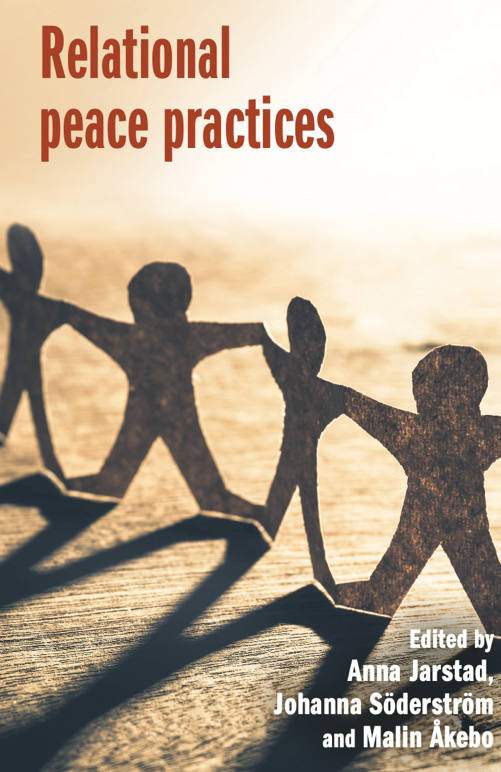 Relational
peace practices
Edited by
Anna Jarstad,
Johanna Söderström
and Malin Åkebo